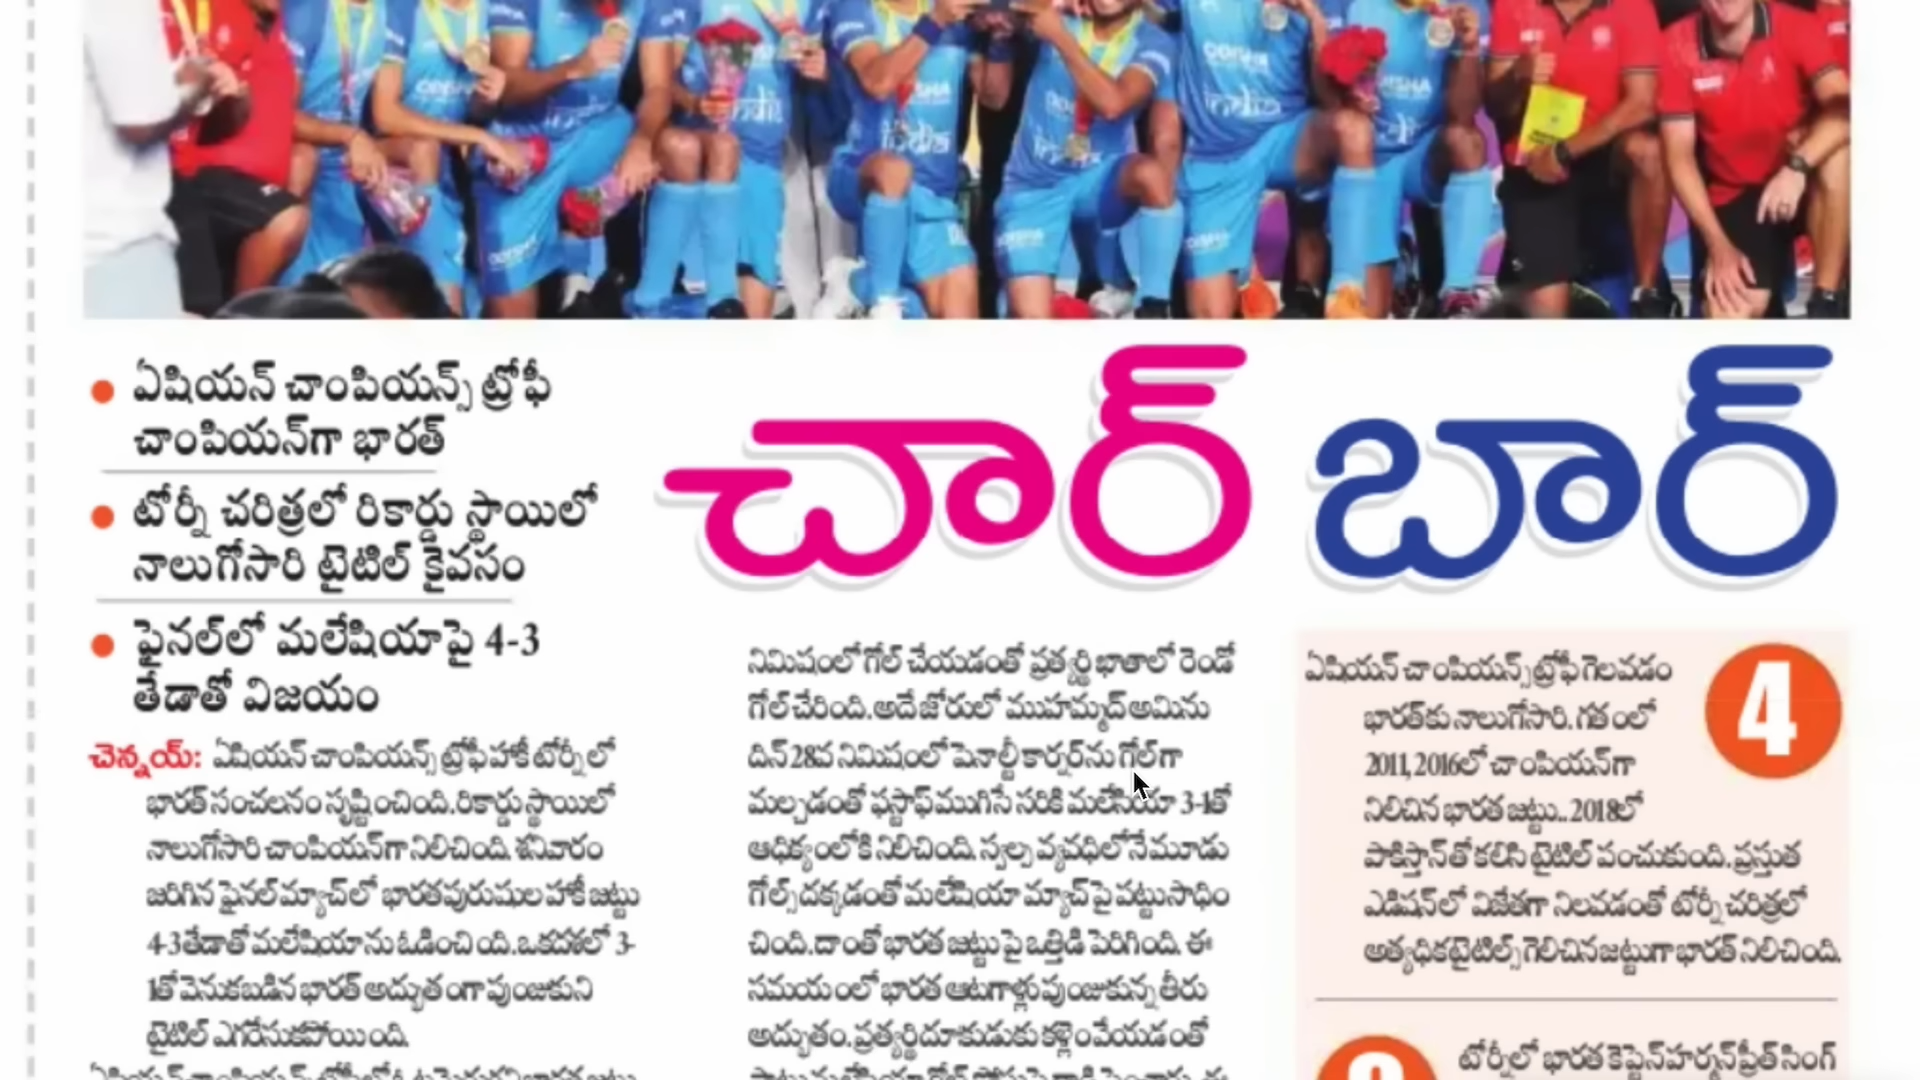 చార్ బార్
ఏషియన్ చాంపియన్స్ ట్రోఫీ
చాంపియన్‌గా భారత్
టోర్నీ చరిత్రలో రికార్డు స్థాయిలో
నాలుగోసారి టైటిల్ కైవసం
ఫైనల్‌లో మలేషియాపై 4-3
తేడాతో విజయం
చెన్నయ్: ఏషియన్ చాంపియన్స్ ట్రోఫీ హాకీ టోర్నీలో
భారత్ సంచలనం సృష్టించింది. రికార్డు స్థాయిలో
నాలుగోసారి చాంపియన్‌గా నిలిచింది. శనివారం
జరిగిన ఫైనల్ మ్యాచ్‌లో భారత పురుషుల హాకీ జట్టు
4-3 తేడాతో మలేషియాను ఓడించింది. ఒకదశలో 3-
1తో వెనుకబడిన భారత్ అద్భుతంగా పుంజుకుని
టైటిల్ ఎగరేసుకపోయింది.
నిమిషంలో గోల్ చేయడంతో ప్రత్యర్థి ఖాతాలో రెండో
గోల్ చేరింది. అదే జోరులో ముహమ్మద్ అమిను
దిన్ 28వ నిమిషంలో పెనాల్టీ కార్నర్‌ను గోల్‌గా
మల్చడంతో ఫస్టాఫ్ ముగిసే సరికి మలేసియా 3-1తో
ఆధిక్యంలోకి నిలిచింది. స్వల్ప వ్యవధిలోనే మూడు
గోల్స్ దక్కడంతో మలేషియా మ్యాచ్‌పై పట్టు సాధిం
చింది. దాంతో భారత జట్టుపై ఒత్తిడి పెరిగింది. ఈ
సమయంలో భారత ఆటగాళ్లు పుంజుకున్న తీరు
అద్భుతం. ప్రత్యర్థి దూకుడుకు కళ్లెం వేయడంతో
4
ఏషియన్ చాంపియన్స్ ట్రోఫీ గెలవడం
భారత్‌కు నాలుగోసారి. గతంలో
2011, 2016లో చాంపియన్‌గా
నిలిచిన భారత జట్టు.. 2018లో
పాకిస్తాన్‌తో కలిసి టైటిల్ పంచుకుంది. ప్రస్తుత
ఎడిషన్‌లో విజేతగా నిలవడంతో టోర్నీ చరిత్రలో
అత్యధిక టైటిల్స్ గెలిచిన జట్టుగా భారత్ నిలిచింది.
టోర్నీలో భారత కెప్టెన్ హర్మన్‌ప్రీత్ సింగ్